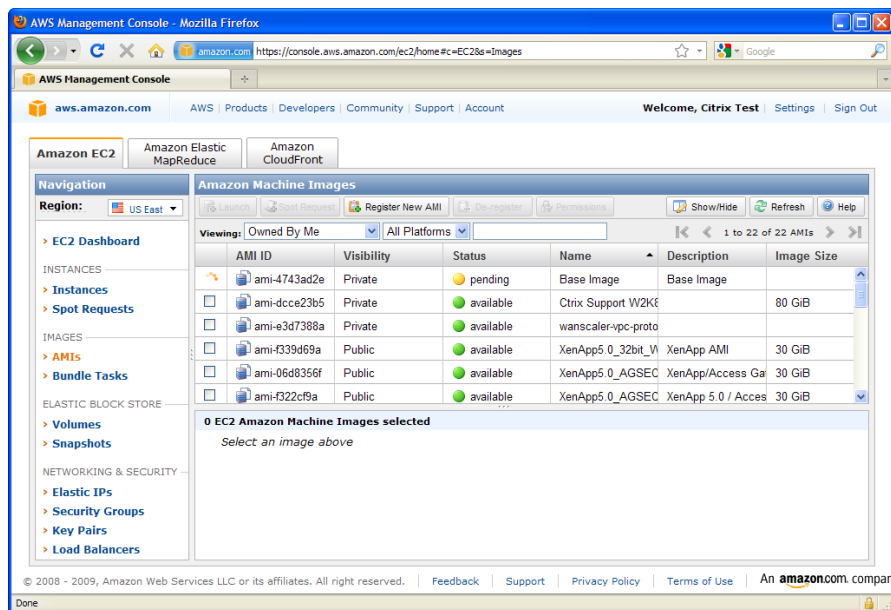 AWS Management Console - Mozilla Firefox
amazon.com https://console.aws.amazon.com/ec2/home#c=EC2&s=Images
Google
AWS Management Console
aws.amazon.com AWS | Products | Developers | Community | Support | Account Welcome, Citrix Test | Settings | Sign Out
Amazon EC2
Amazon Elastic MapReduce
Amazon CloudFront
Navigation
Region: US East
> EC2 Dashboard
INSTANCES
> Instances
> Spot Requests
IMAGES
> AMIs
> Bundle Tasks
ELASTIC BLOCK STORE
> Volumes
> Snapshots
NETWORKING & SECURITY
> Elastic IPs
> Security Groups
> Key Pairs
> Load Balancers
Amazon Machine Images
Launch Spot Request Register New AMI De-register Permissions Show/Hide Refresh Help
Viewing: Owned By Me All Platforms 1 to 22 of 22 AMIs
AMI ID Visibility Status Name Description Image Size
ami-4743ad2e Private pending Base Image Base Image
ami-dcce23b5 Private available Ctrix Support W2K8 80 GiB
ami-e3d7388a Private available wanscaler-vpc-proto
ami-f339d69a Public available XenApp5.0_32bit_W XenApp AMI 30 GiB
ami-06d8356f Public available XenApp5.0_AGSEC XenApp/Access Ga 30 GiB
ami-f322cf9a Public available XenApp5.0_AGSEC XenApp 5.0 / Acces 30 GiB
0 EC2 Amazon Machine Images selected
Select an image above
© 2008 - 2009, Amazon Web Services LLC or its affiliates. All right reserved. | Feedback | Support | Privacy Policy | Terms of Use | An amazon.com. compan
Done